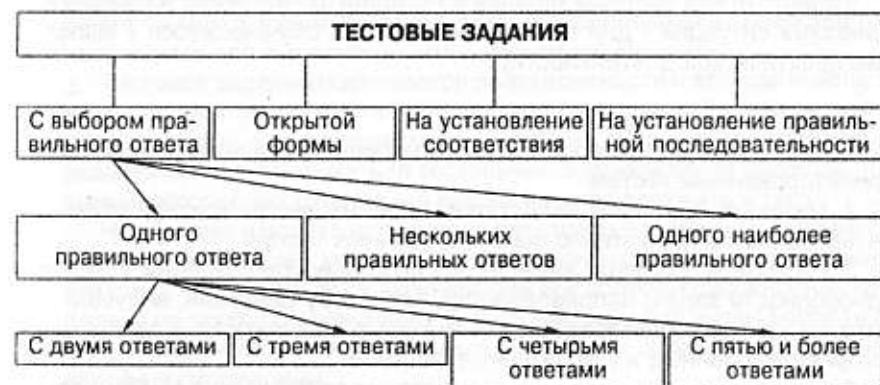 ТЕСТОВЫЕ ЗАДАНИЯ
С выбором пра-
вильного ответа
Открытой
формы
На установление
соответствия
На установление правиль-
ной последовательности
Одного
правильного ответа
Нескольких
правильных ответов
Одного наиболее
правильного ответа
С двумя ответами
С тремя ответами
С четырьмя
ответами
С пятью и более
ответами